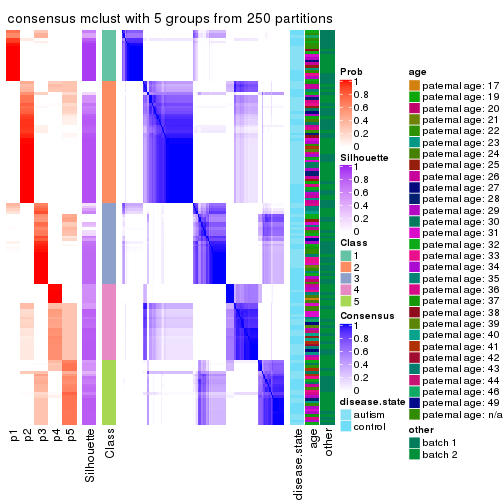 consensus mclust with 5 groups from 250 partitions
p1
p2
p3
p4
p5
Silhouette
Class
disease.state
age
other
Prob
1
0.8
0.6
0.4
0.2
0
Silhouette
1
0.8
0.6
0.4
0.2
0
Class
1
2
3
4
5
Consensus
1
0.8
0.6
0.4
0.2
0
disease.state
autism
control
age
paternal age: 17
paternal age: 19
paternal age: 20
paternal age: 21
paternal age: 22
paternal age: 23
paternal age: 24
paternal age: 25
paternal age: 26
paternal age: 27
paternal age: 28
paternal age: 29
paternal age: 30
paternal age: 31
paternal age: 32
paternal age: 33
paternal age: 34
paternal age: 35
paternal age: 36
paternal age: 37
paternal age: 38
paternal age: 39
paternal age: 40
paternal age: 41
paternal age: 42
paternal age: 43
paternal age: 44
paternal age: 46
paternal age: 49
paternal age: n/a
other
batch 1
batch 2